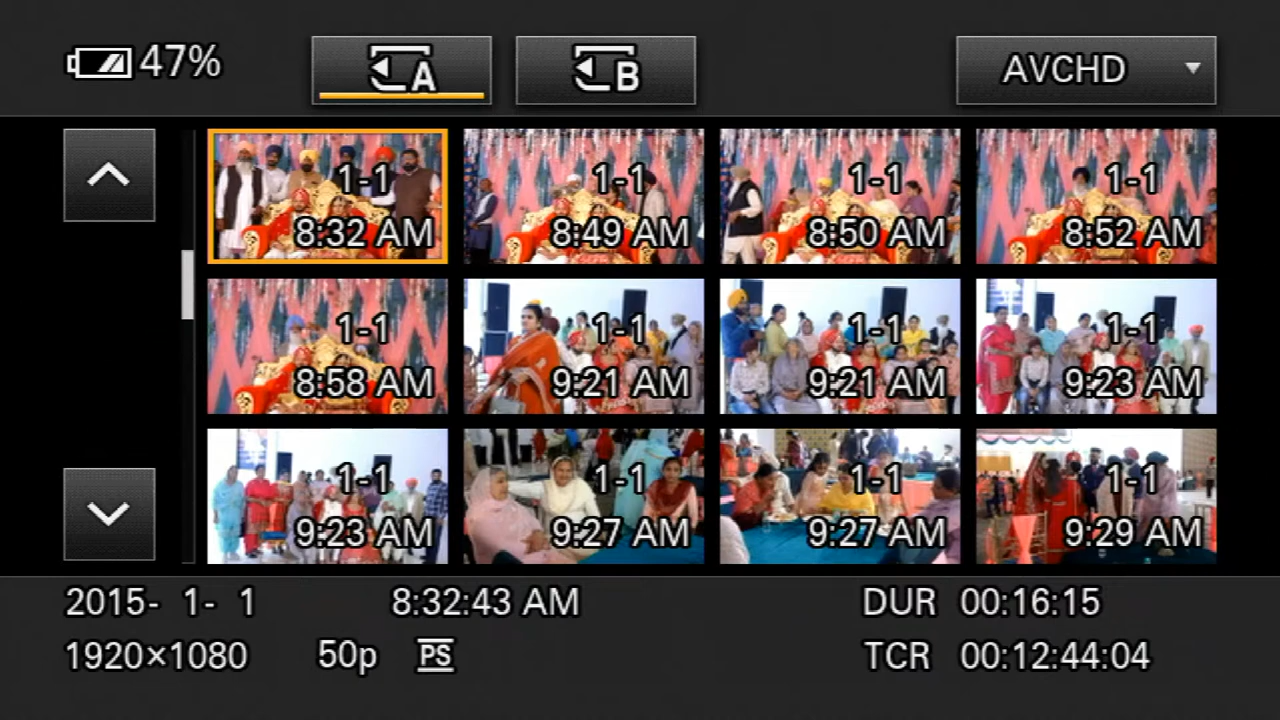 47%
A
B
AVCHD
1-1
8:32 AM
1-1
8:49 AM
1-1
8:50 AM
1-1
8:52 AM
1-1
8:58 AM
1-1
9:21 AM
1-1
9:21 AM
1-1
9:23 AM
1-1
9:23 AM
1-1
9:27 AM
1-1
9:27 AM
1-1
9:29 AM
2015- 1- 1 8:32:43 AM DUR 00:16:15
1920×1080 50p PS TCR 00:12:44:04